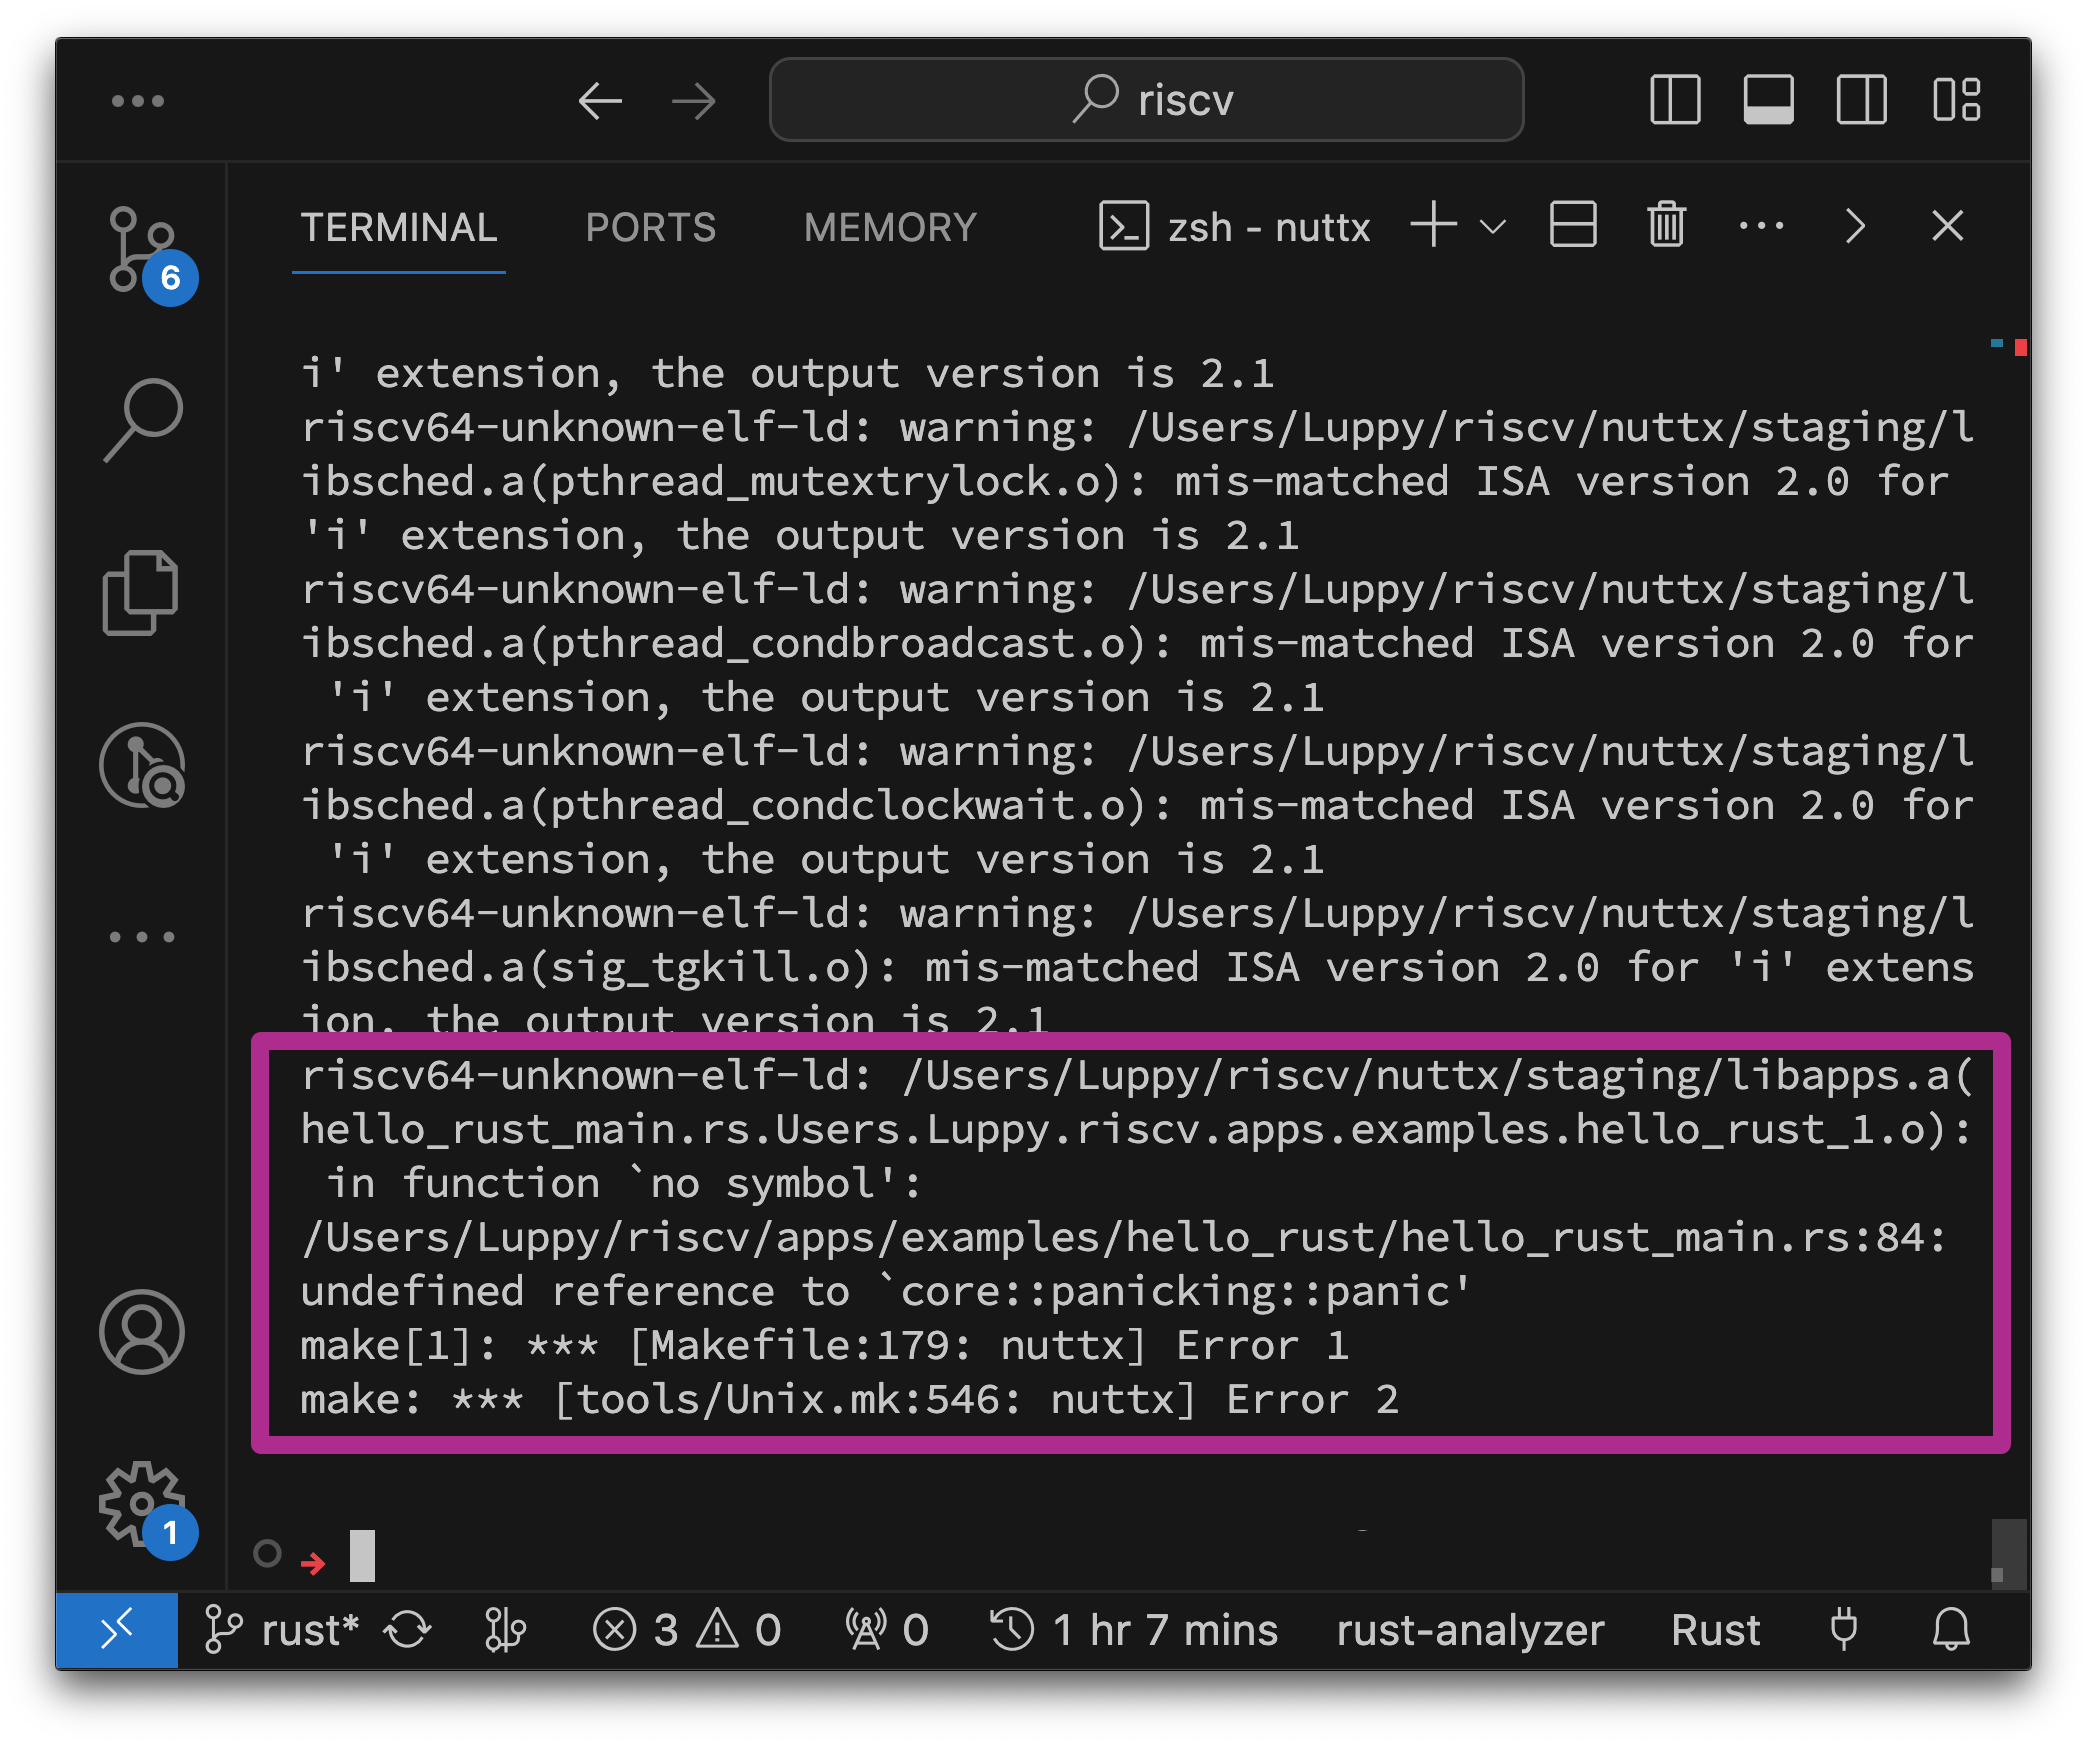 riscv
TERMINAL PORTS MEMORY zsh - nuttx
6
i' extension, the output version is 2.1
riscv64-unknown-elf-ld: warning: /Users/Luppy/riscv/nuttx/staging/l
ibsched.a(pthread_mutextrylock.o): mis-matched ISA version 2.0 for
'i' extension, the output version is 2.1
riscv64-unknown-elf-ld: warning: /Users/Luppy/riscv/nuttx/staging/l
ibsched.a(pthread_condbroadcast.o): mis-matched ISA version 2.0 for
'i' extension, the output version is 2.1
riscv64-unknown-elf-ld: warning: /Users/Luppy/riscv/nuttx/staging/l
ibsched.a(pthread_condclockwait.o): mis-matched ISA version 2.0 for
'i' extension, the output version is 2.1
riscv64-unknown-elf-ld: warning: /Users/Luppy/riscv/nuttx/staging/l
ibsched.a(sig_tgkill.o): mis-matched ISA version 2.0 for 'i' extens
ion, the output version is 2.1
riscv64-unknown-elf-ld: /Users/Luppy/riscv/nuttx/staging/libapps.a(
hello_rust_main.rs.Users.Luppy.riscv.apps.examples.hello_rust_1.o):
in function `no symbol':
/Users/Luppy/riscv/apps/examples/hello_rust/hello_rust_main.rs:84:
undefined reference to `core::panicking::panic'
make[1]: *** [Makefile:179: nuttx] Error 1
make: *** [tools/Unix.mk:546: nuttx] Error 2
1
rust* 3 0 0 1 hr 7 mins rust-analyzer Rust